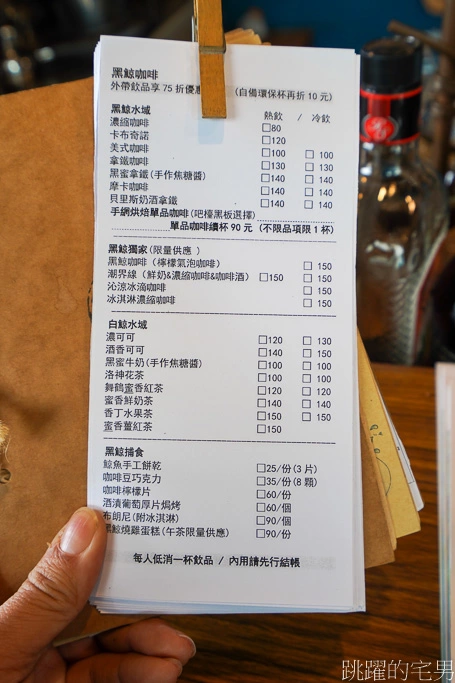 黑鯨咖啡
外帶飲品享75折優 (自備環保杯再折10元)
黑鯨水域 熱飲 / 冷飲
濃縮咖啡 □80
卡布奇諾 □120
美式咖啡 □100 □ 100
拿鐵咖啡 □130 □ 130
黑蜜拿鐵(手作焦糖醬) □140 □ 140
摩卡咖啡 □140 □ 140
貝里斯奶酒拿鐵 □140 □ 140
手網烘焙單品咖啡(吧檯黑板選擇)
單品咖啡續杯 90元 (不限品項限1杯)
黑鯨獨家(限量供應 )
黑鯨咖啡 (檸檬氣泡咖啡) □ 150
潮界線 (鮮奶&濃縮咖啡&咖啡酒) □150 □ 150
沁涼冰滴咖啡 □ 150
冰淇淋濃縮咖啡 □ 150
白鯨水域
濃可可 □120 □ 130
酒香可可 □140 □ 150
黑蜜牛奶(手作焦糖醬) □100 □ 100
洛神花茶 □100 □ 100
舞鶴蜜香紅茶 □120 □ 120
蜜香鮮奶茶 □140 □ 140
香丁水果茶 □150 □ 150
蜜香薑紅茶 □150
黑鯨捕食
鯨魚手工餅乾 □25/份(3片)
咖啡豆巧克力 □35/份(8顆)
咖啡檸檬片 □60/份
酒漬葡萄厚片焗烤 □60/份
布朗尼(附冰淇淋) □90/個
黑鯨燒雞蛋糕(午茶限量供應) □90/份
每人低消一杯飲品 / 內用請先行結帳
跳躍的宅男